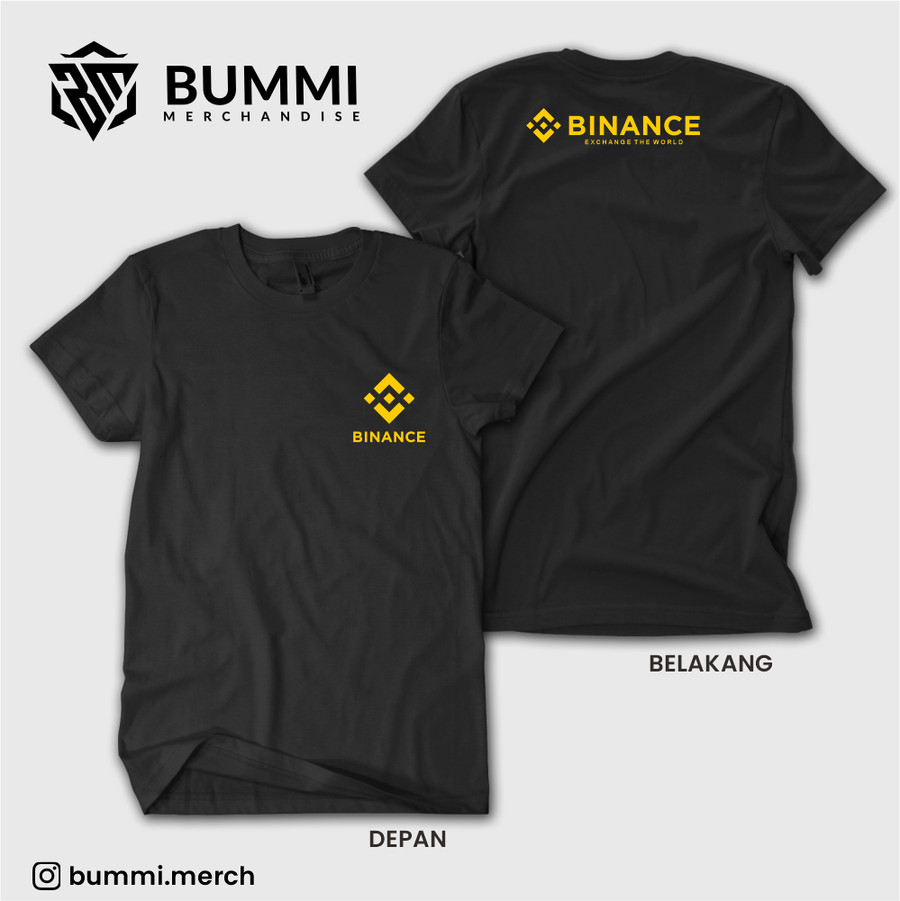 BUMMI
MERCHANDISE
BINANCE
EXCHANGE THE WORLD
BINANCE
BELAKANG
DEPAN
bummi.merch